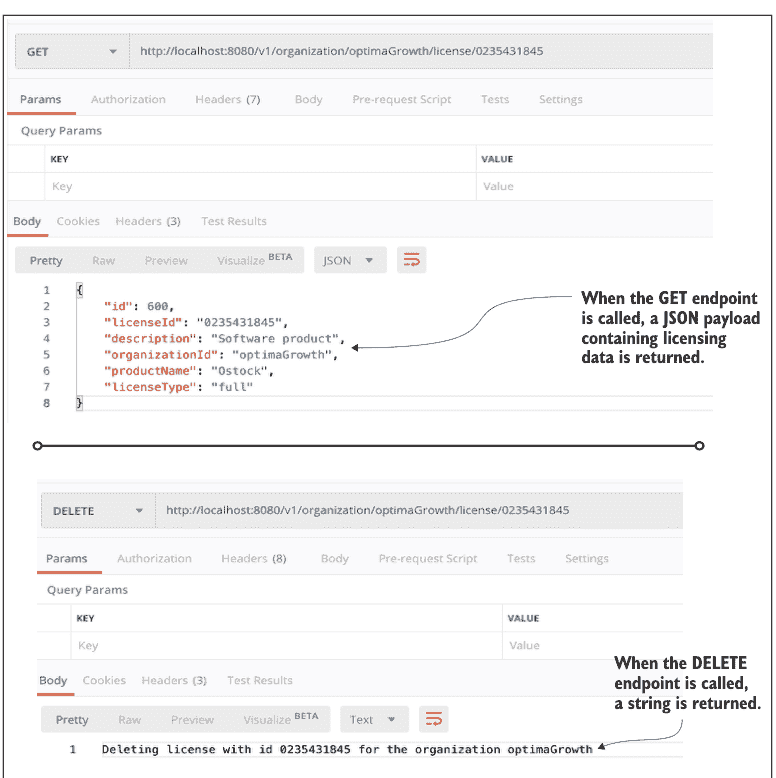 GET http://localhost:8080/v1/organization/optimaGrowth/license/0235431845
Params Authorization Headers (7) Body Pre-request Script Tests Settings
Query Params
KEY VALUE
Key Value
Body Cookies Headers (3) Test Results
Pretty Raw Preview Visualize BETA JSON
1 {
2 "id": 600,
3 "licenseId": "0235431845",
4 "description": "Software product",
5 "organizationId": "optimaGrowth",
6 "productName": "Ostock",
7 "licenseType": "full"
8 }
When the GET endpoint
is called, a JSON payload
containing licensing
data is returned.
DELETE http://localhost:8080/v1/organization/optimaGrowth/license/0235431845
Params Authorization Headers (8) Body Pre-request Script Tests Settings
Query Params
KEY VALUE
Key Value
Body Cookies Headers (3) Test Results
Pretty Raw Preview Visualize BETA Text
1 Deleting license with id 0235431845 for the organization optimaGrowth
When the DELETE
endpoint is called,
a string is returned.